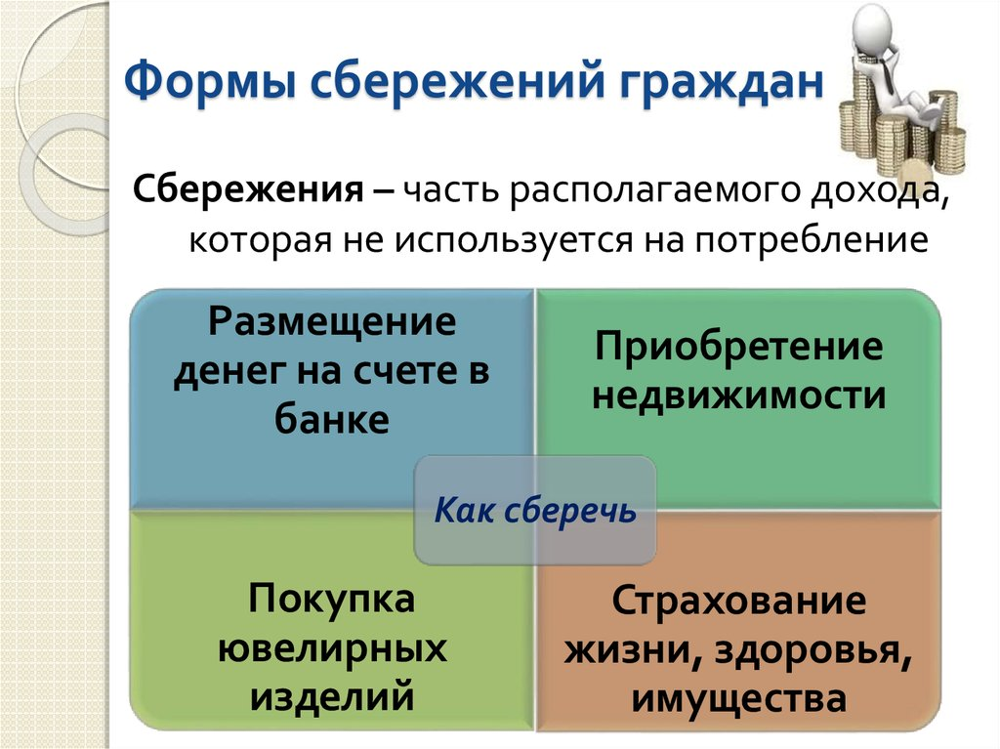 Формы сбережений граждан
Сбережения – часть располагаемого дохода,
которая не используется на потребление
Размещение
денег на счете в
банке
Приобретение
недвижимости
Как сберечь
Покупка
ювелирных
изделий
Страхование
жизни, здоровья,
имущества